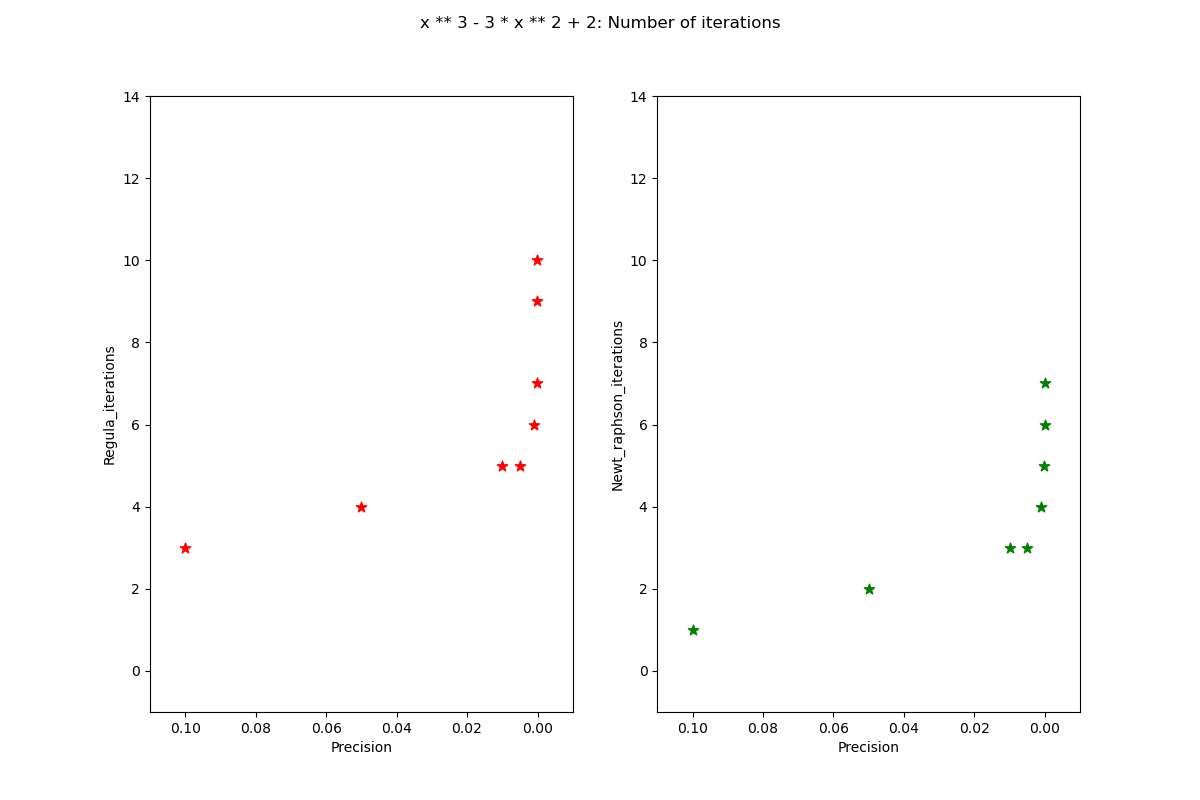 x ** 3 - 3 * x ** 2 + 2: Number of iterations
14
12
10
8
6
4
2
0
Regula_iterations
0.10 0.08 0.06 0.04 0.02 0.00
Precision
14
12
10
8
6
4
2
0
Newt_raphson_iterations
0.10 0.08 0.06 0.04 0.02 0.00
Precision